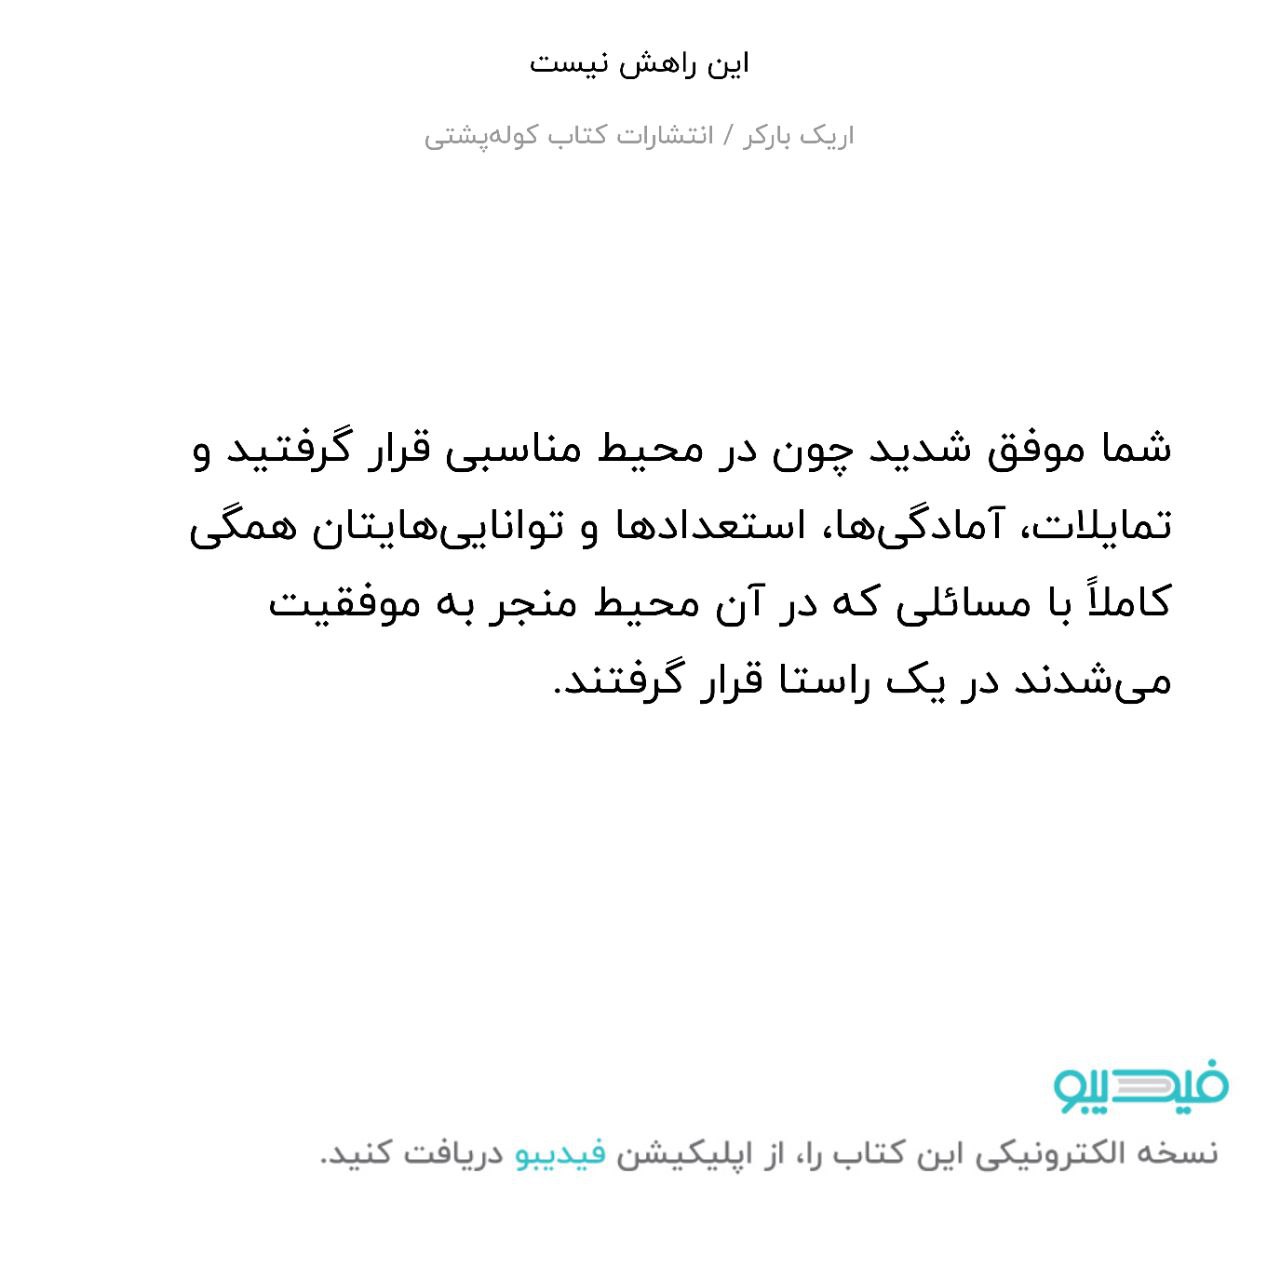 این راهش نیست
اریک بارکر / انتشارات کتاب کوله‌پشتی
شما موفق شدید چون در محیط مناسبی قرار گرفتید و
تمایلات، آمادگی‌ها، استعدادها و توانایی‌هایتان همگی
کاملاً با مسائلی که در آن محیط منجر به موفقیت
می‌شدند در یک راستا قرار گرفتند.
فیدیبو
نسخه الکترونیکی این کتاب را، از اپلیکیشن فیدیبو دریافت کنید.